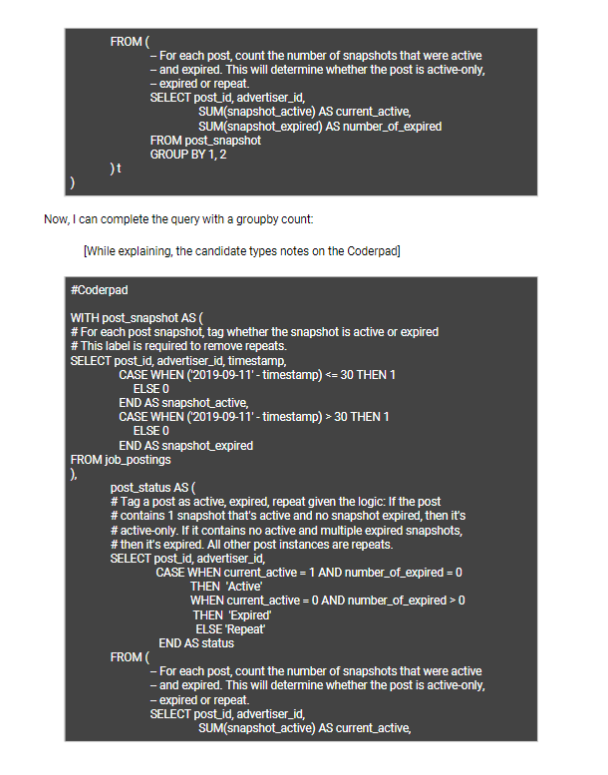 FROM (
– For each post, count the number of snapshots that were active
– and expired. This will determine whether the post is active-only,
– expired or repeat.
SELECT post_id, advertiser_id,
SUM(snapshot_active) AS current_active,
SUM(snapshot_expired) AS number_of_expired
FROM post_snapshot
GROUP BY 1, 2
) t
)
Now, I can complete the query with a groupby count:
[While explaining, the candidate types notes on the Coderpad]
#Coderpad
WITH post_snapshot AS (
# For each post snapshot, tag whether the snapshot is active or expired
# This label is required to remove repeats.
SELECT post_id, advertiser_id, timestamp,
CASE WHEN ('2019-09-11' - timestamp) <= 30 THEN 1
ELSE 0
END AS snapshot_active,
CASE WHEN ('2019-09-11' - timestamp) > 30 THEN 1
ELSE 0
END AS snapshot_expired
FROM job_postings
),
post_status AS (
# Tag a post as active, expired, repeat given the logic: If the post
# contains 1 snapshot that's active and no snapshot expired, then it's
# active-only. If it contains no active and multiple expired snapshots,
# then it's expired. All other post instances are repeats.
SELECT post_id, advertiser_id,
CASE WHEN current_active = 1 AND number_of_expired = 0
THEN 'Active'
WHEN current_active = 0 AND number_of_expired > 0
THEN 'Expired'
ELSE 'Repeat'
END AS status
FROM (
– For each post, count the number of snapshots that were active
– and expired. This will determine whether the post is active-only,
– expired or repeat.
SELECT post_id, advertiser_id,
SUM(snapshot_active) AS current_active,